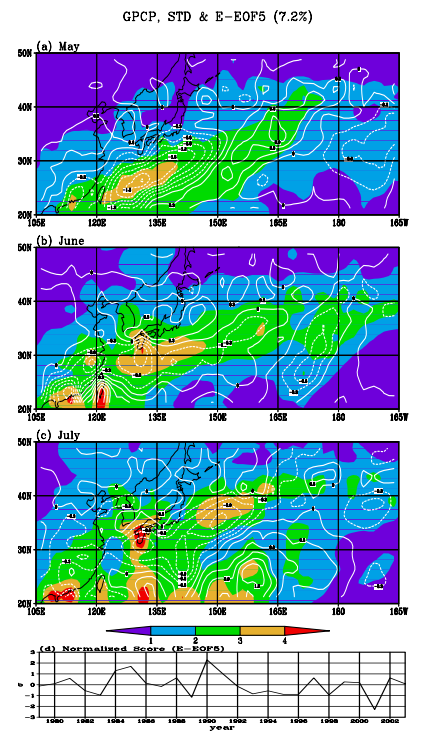 GPCP, STD & E-EOF5 (7.2%)
(a) May
50N
40N
30N
20N
105E 120E 135E 150E 165E 180 165W
(b) June
50N
40N
30N
20N
105E 120E 135E 150E 165E 180 165W
(c) July
50N
40N
30N
20N
105E 120E 135E 150E 165E 180 165W
1 2 3 4
(d) Normalized Score (E-EOF5)
3
2
1
0
-1
-2
-3
σ
1980 1982 1984 1986 1988 1990 1992 1994 1996 1998 2000 2002
year